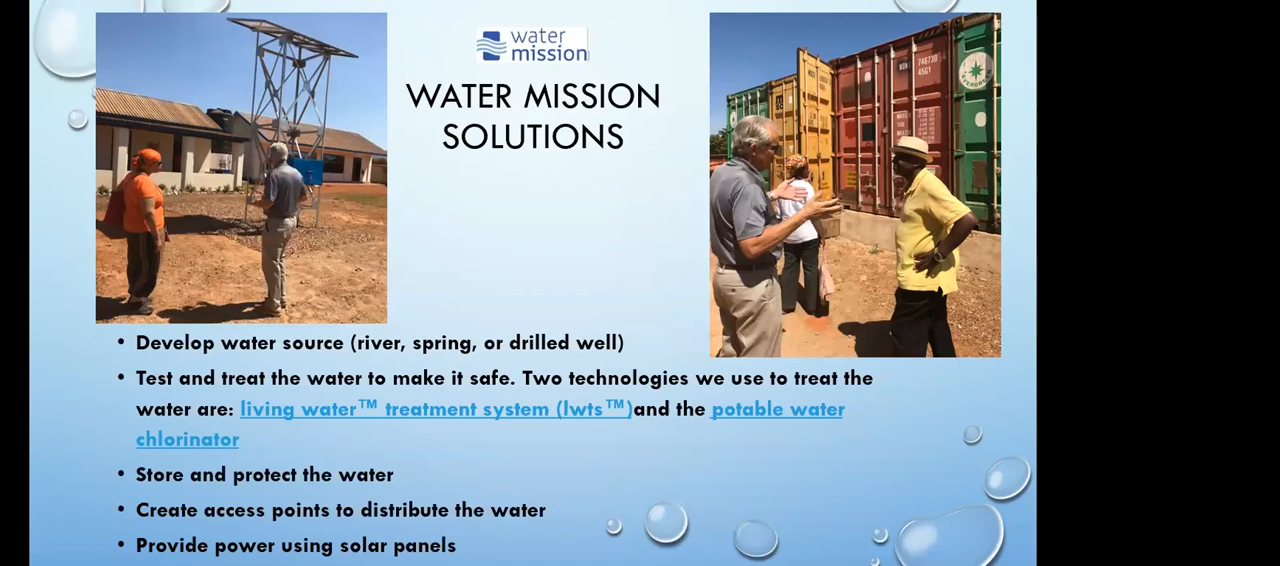 water
mission
WATER MISSION
SOLUTIONS
• Develop water source (river, spring, or drilled well)
• Test and treat the water to make it safe. Two technologies we use to treat the
water are: living water™ treatment system (lwts™)and the potable water
chlorinator
• Store and protect the water
• Create access points to distribute the water
• Provide power using solar panels